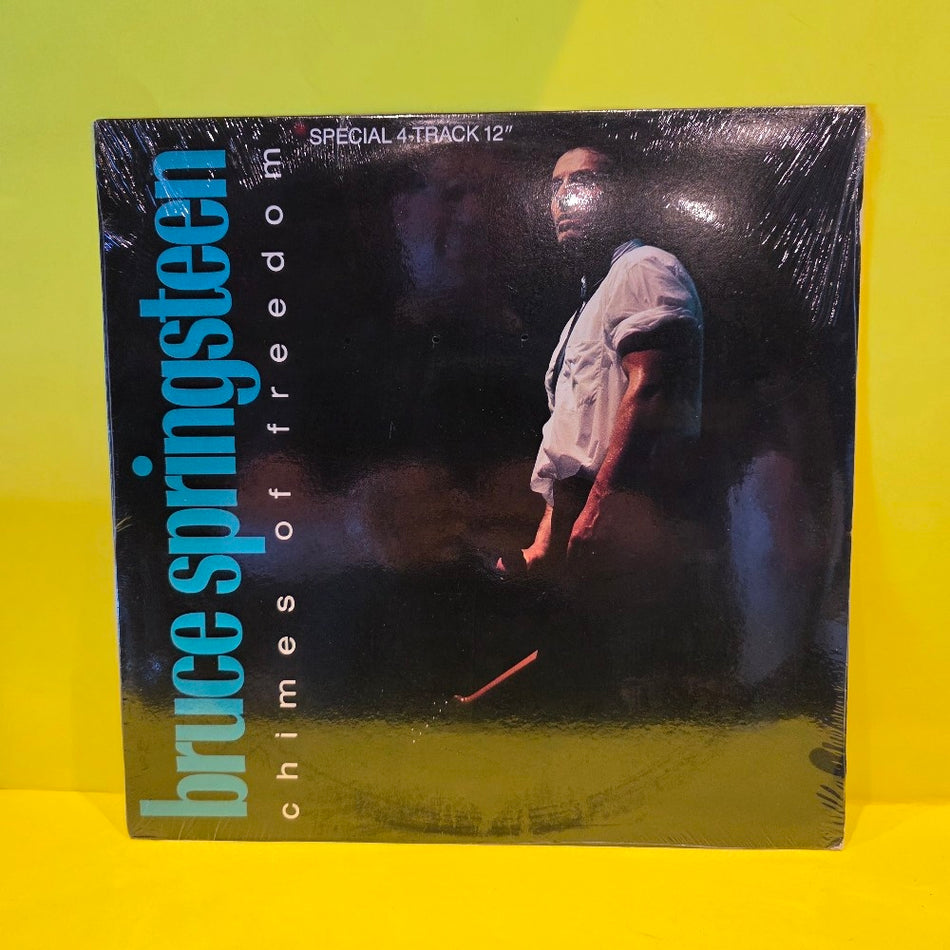 SPECIAL 4-TRACK 12"
bruce springsteen
chimes of freedom